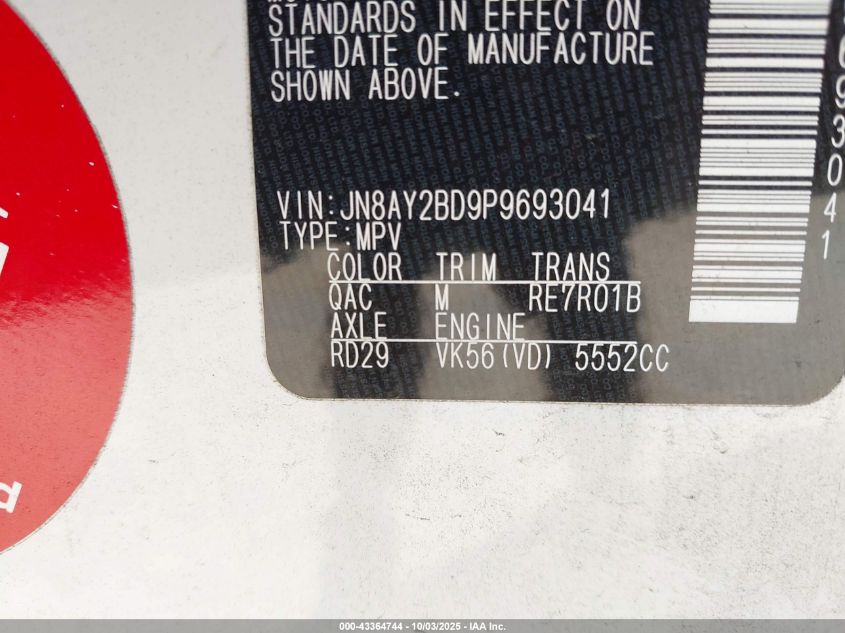 STANDARDS IN EFFECT ON
THE DATE OF MANUFACTURE
SHOWN ABOVE.
VIN:JN8AY2BD9P9693041
TYPE:MPV
COLOR TRIM TRANS
QAC M RE7R01B
AXLE ENGINE
RD29 VK56(VD) 5552CC
693041
000-43364744 - 10/03/2025 - IAA Inc.